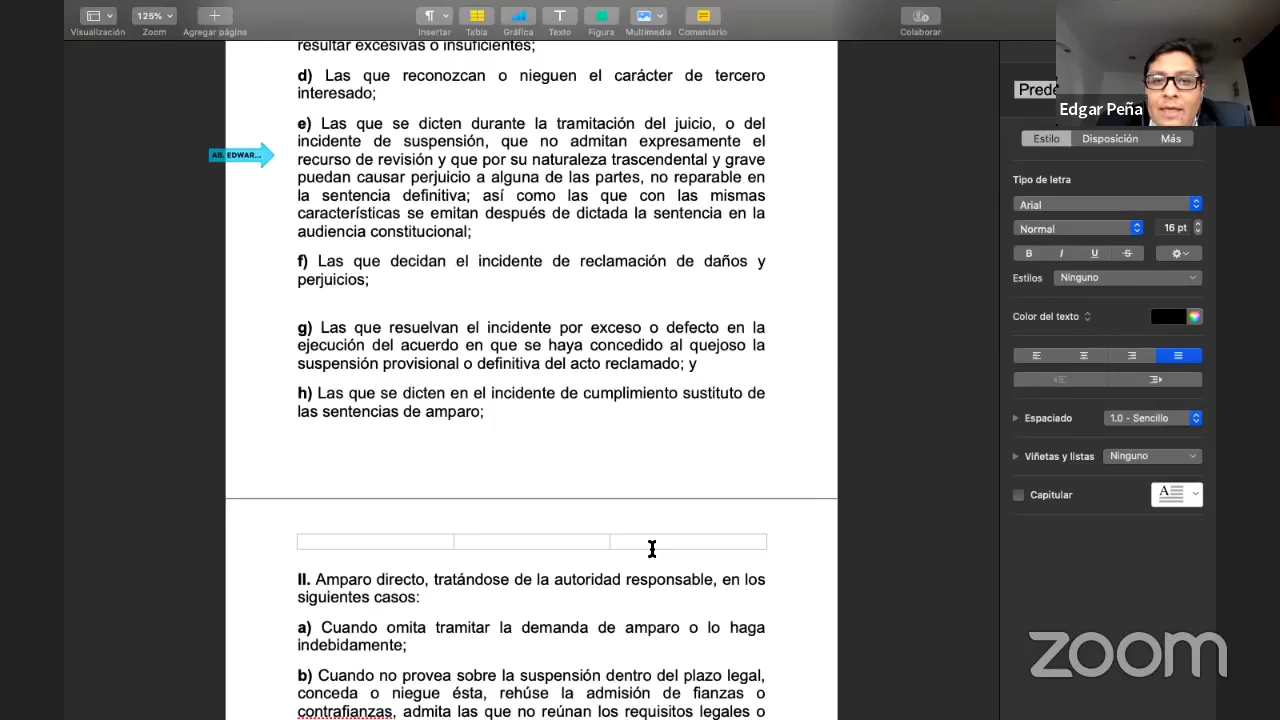 125%
Visualización
Zoom
Agregar página
Insertar
Tabla
Gráfica
Texto
Figura
Multimedia
Comentario
Colaborar
resultar excesivas o insuficientes;
d) Las que reconozcan o nieguen el carácter de tercero
interesado;
e) Las que se dicten durante la tramitación del juicio, o del
incidente de suspensión, que no admitan expresamente el
recurso de revisión y que por su naturaleza trascendental y grave
puedan causar perjuicio a alguna de las partes, no reparable en
la sentencia definitiva; así como las que con las mismas
características se emitan después de dictada la sentencia en la
audiencia constitucional;
AB. EDWAR...
f) Las que decidan el incidente de reclamación de daños y
perjuicios;
g) Las que resuelvan el incidente por exceso o defecto en la
ejecución del acuerdo en que se haya concedido al quejoso la
suspensión provisional o definitiva del acto reclamado; y
h) Las que se dicten en el incidente de cumplimiento sustituto de
las sentencias de amparo;
II. Amparo directo, tratándose de la autoridad responsable, en los
siguientes casos:
a) Cuando omita tramitar la demanda de amparo o lo haga
indebidamente;
b) Cuando no provea sobre la suspensión dentro del plazo legal,
conceda o niegue ésta, rehúse la admisión de fianzas o
contrafianzas, admita las que no reúnan los requisitos legales o
Edgar Peña
Prede
Estilo
Disposición
Más
Tipo de letra
Arial
Normal
16 pt
B I U S
Estilos
Ninguno
Color del texto
Espaciado
1.0 - Sencillo
Viñetas y listas
Ninguno
Capitular
A
zoom